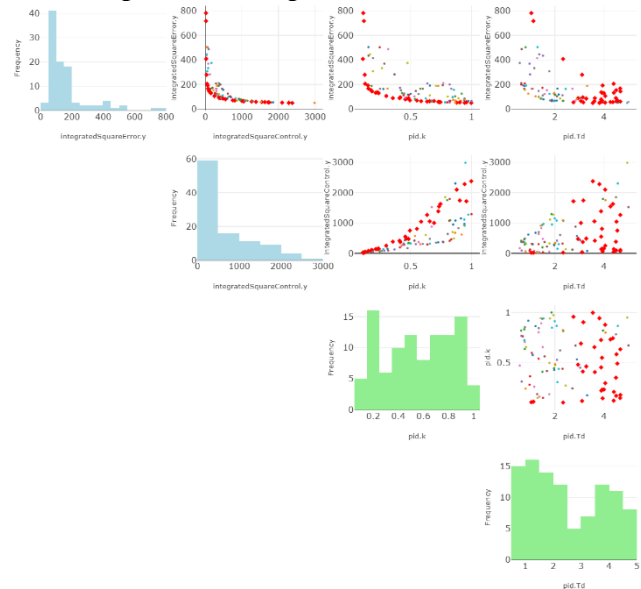 Frequency
40
30
20
10
0
0 200 400 600 800
integratedSquareError.y
integratedSquareError.y
800
600
400
200
0
0 1000 2000 3000
integratedSquareControl.y
integratedSquareError.y
800
600
400
200
0
0.5 1
pid.k
integratedSquareError.y
800
600
400
200
0
2 4
pid.Td
Frequency
60
40
20
0
0 1000 2000 3000
integratedSquareControl.y
integratedSquareControl.y
3000
2000
1000
0
0.5 1
pid.k
integratedSquareControl.y
3000
2000
1000
0
2 4
pid.Td
Frequency
15
10
5
0
0.2 0.4 0.6 0.8 1
pid.k
pid.k
1
0.5
2 4
pid.Td
Frequency
15
10
5
0
1 2 3 4 5
pid.Td